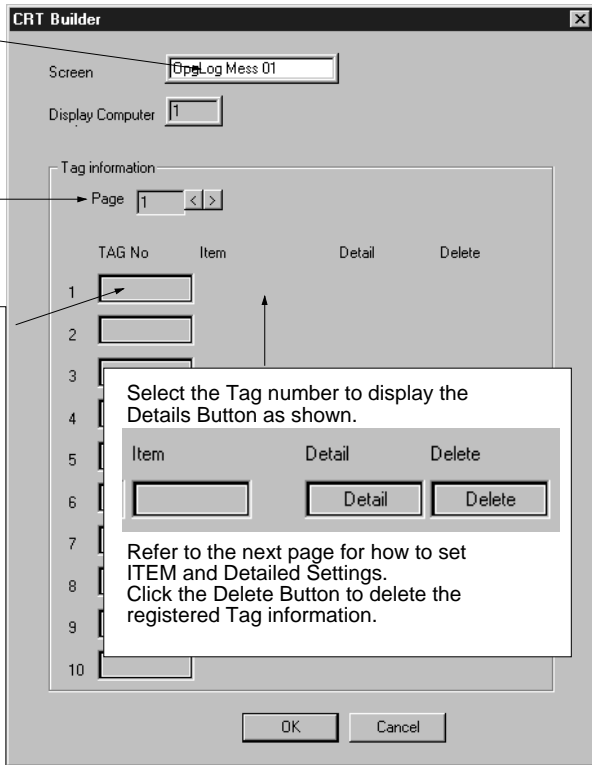 CRT Builder
Screen
OpeLog Mess 01
Display Computer
1
Tag information
Page
1
< >
TAG No Item Detail Delete
1
2
3
Select the Tag number to display the
Details Button as shown.
4
5
Item Detail Delete
6
Detail Delete
7
Refer to the next page for how to set
ITEM and Detailed Settings.
8
Click the Delete Button to delete the
registered Tag information.
9
10
OK Cancel